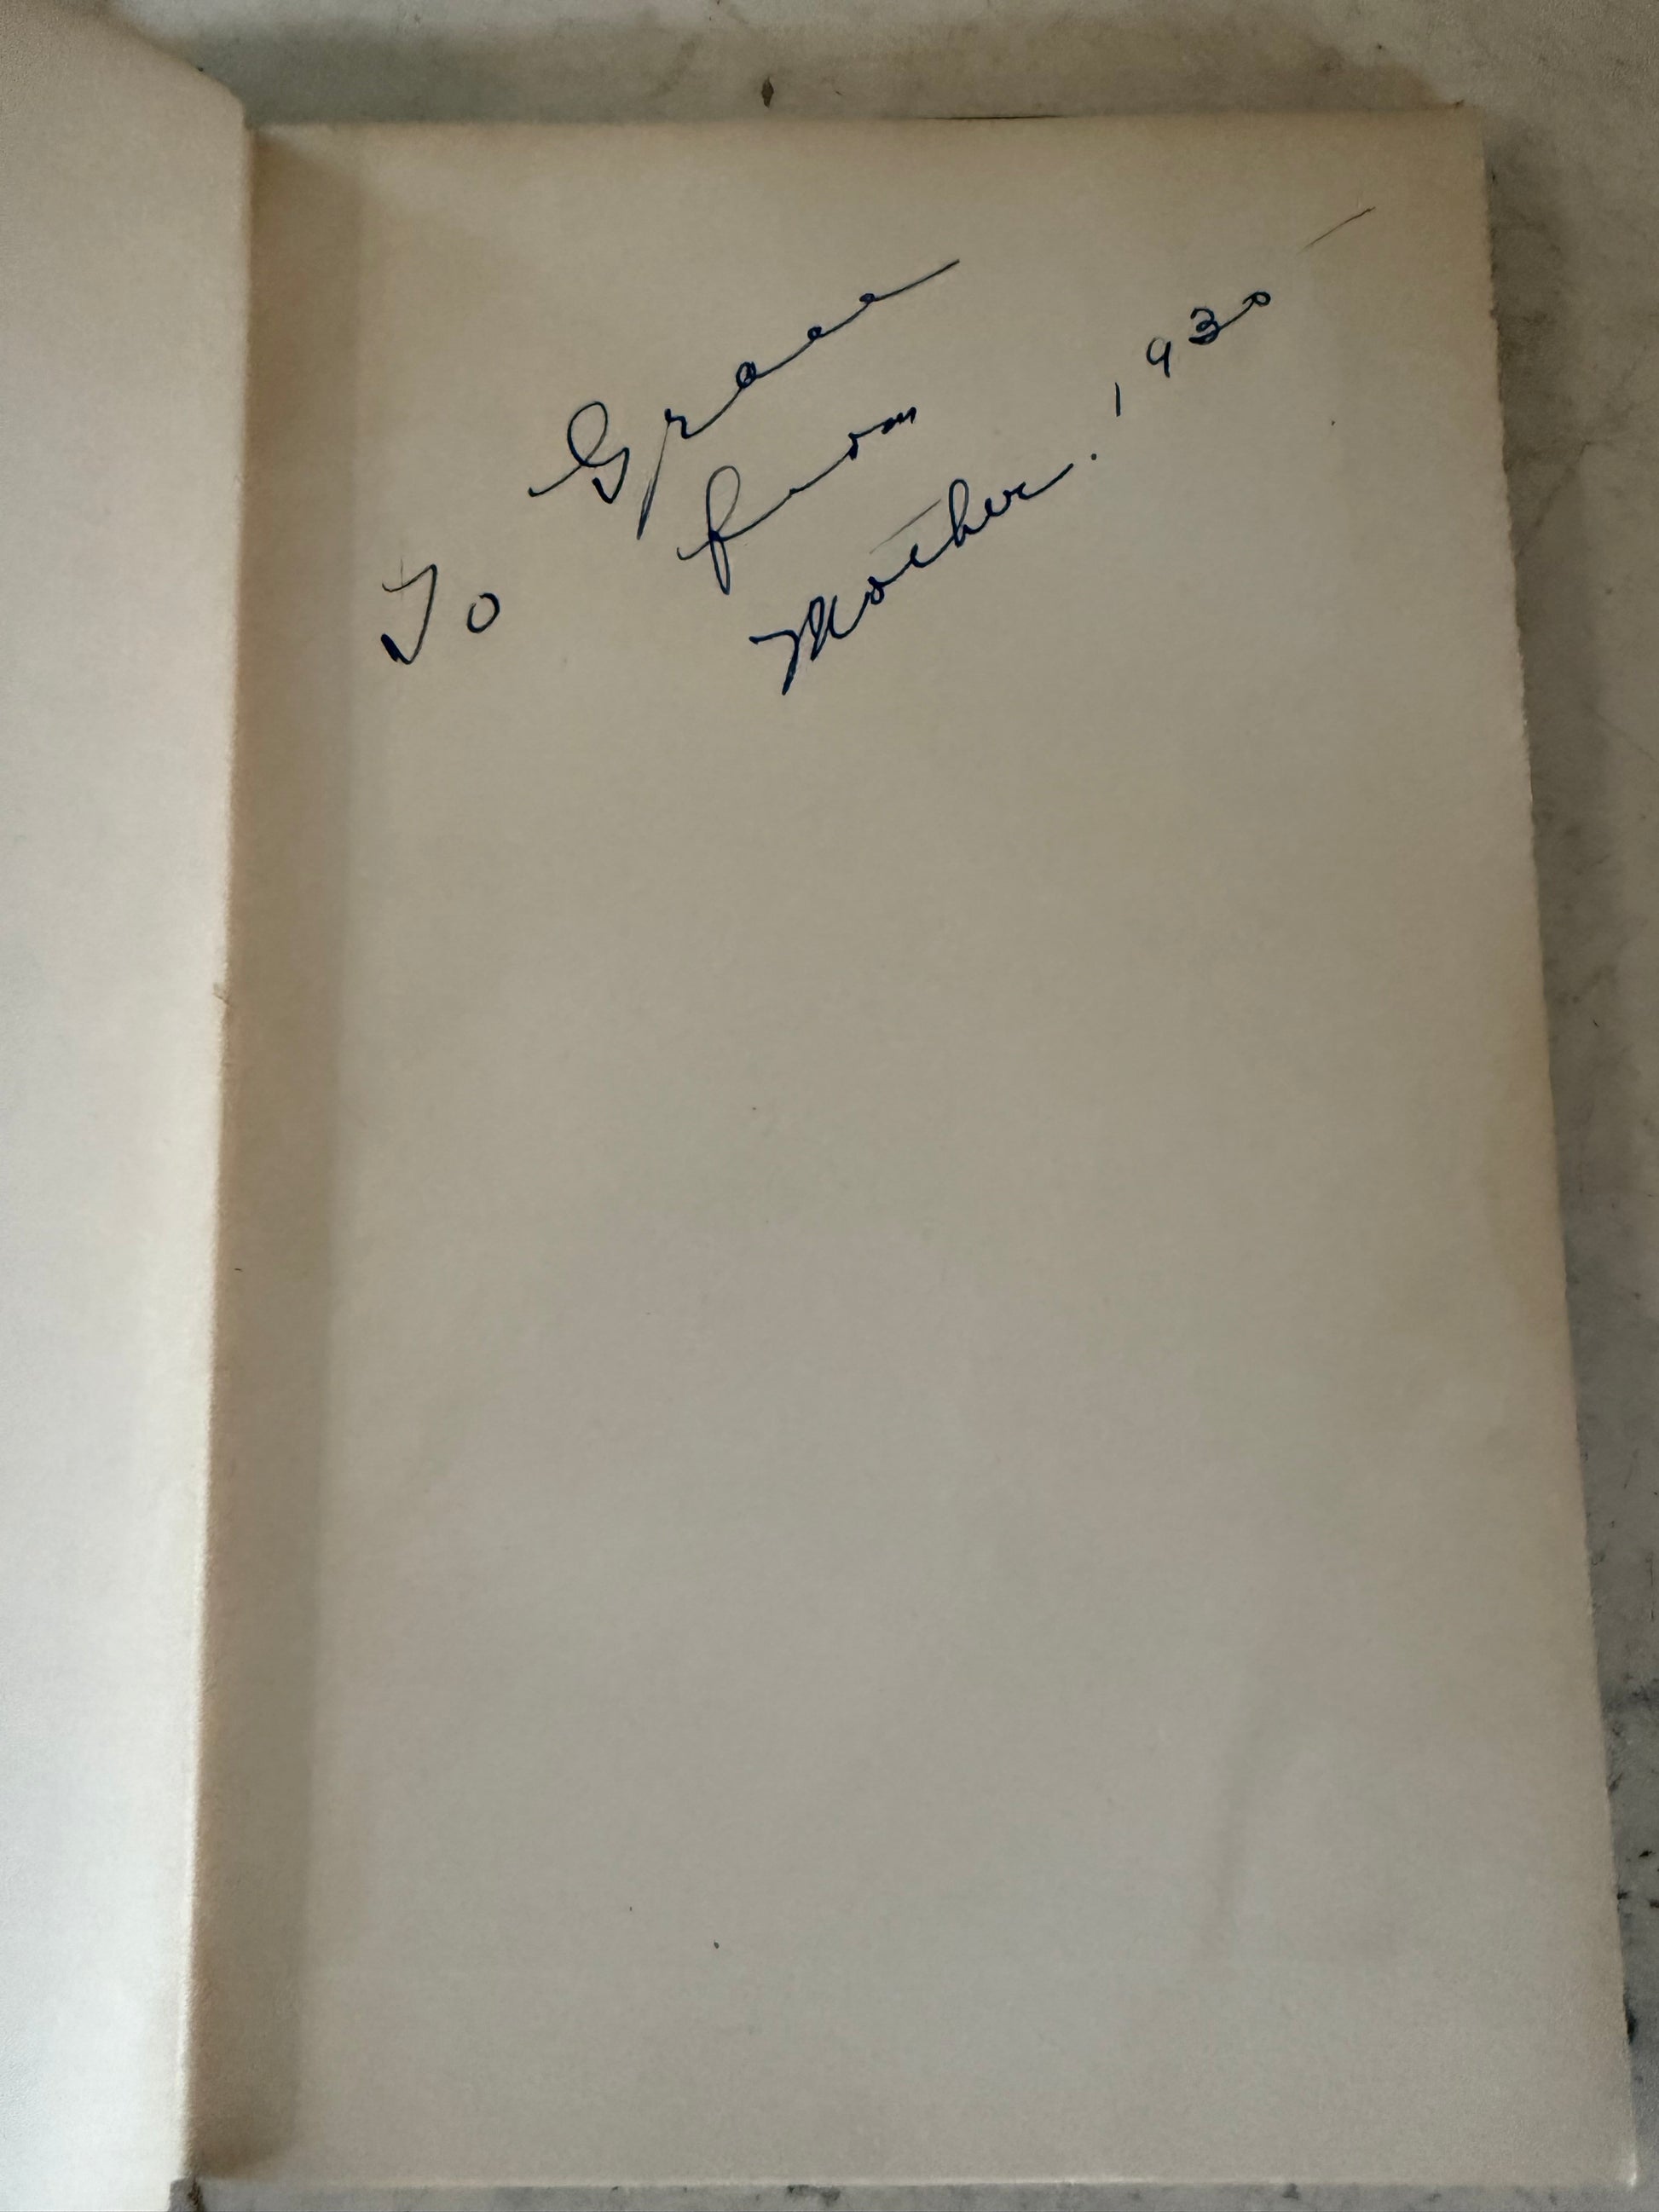 To Grace
from
Mother. 1930